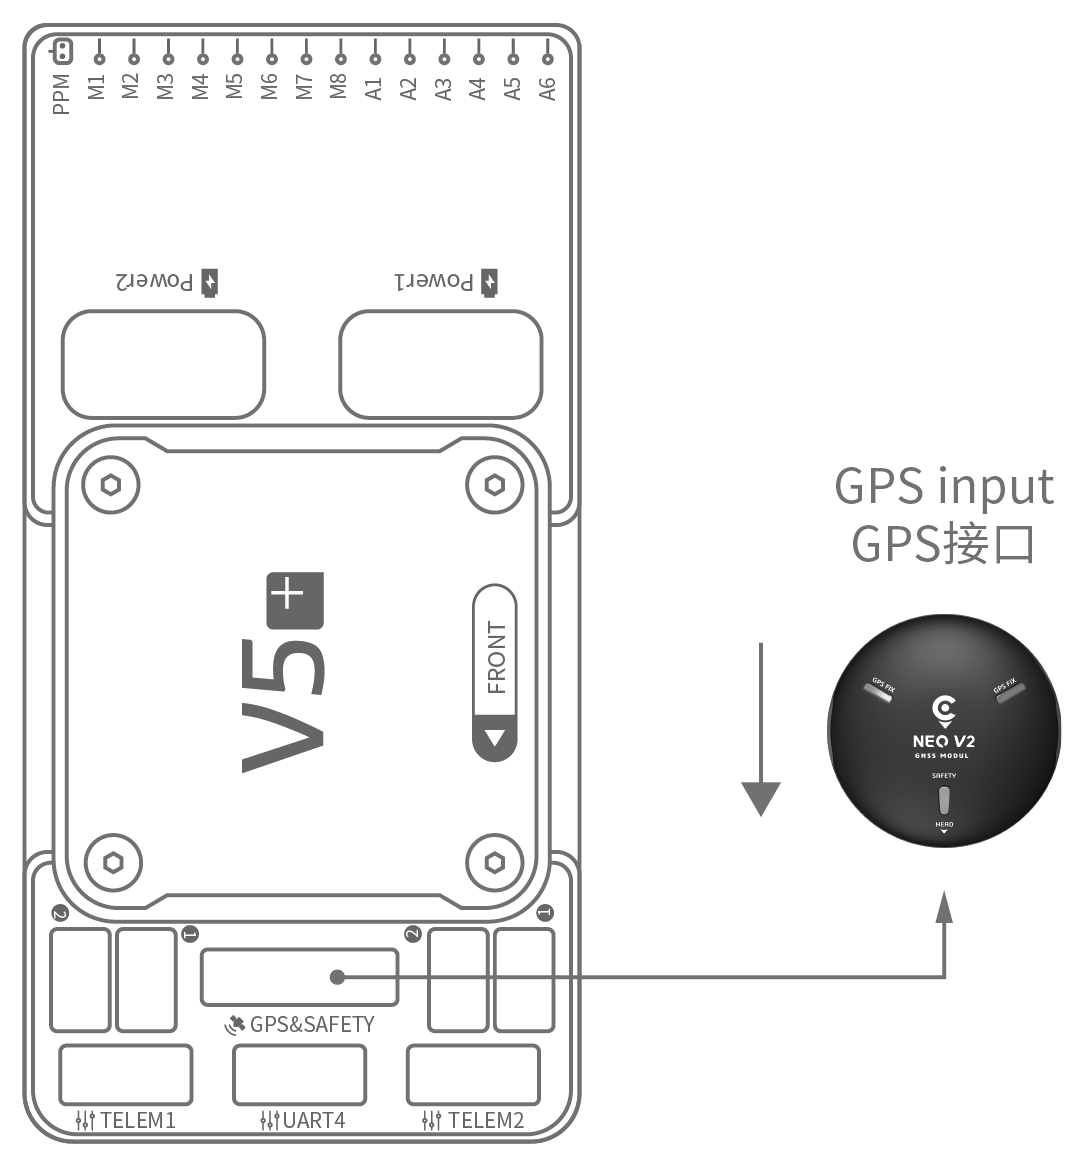 PPM M1 M2 M3 M4 M5 M6 M7 M8 A1 A2 A3 A4 A5 A6
Power2
Power1
GPS input
GPS接口
V5+
FRONT
GPS FIX
GPS FIX
NEO V2
GNSS MODUL
SAFETY
HEAD
2
1
2
1
GPS&SAFETY
TELEM1
UART4
TELEM2